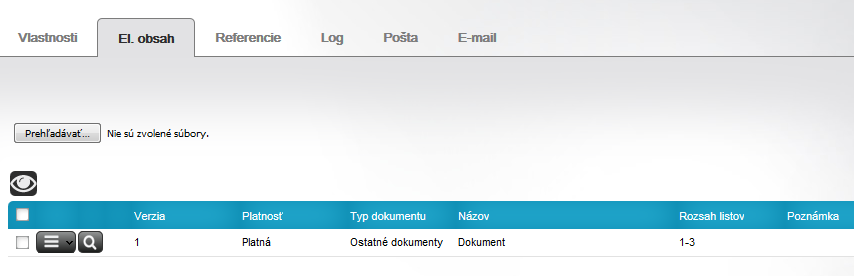 Vlastnosti El. obsah Referencie Log Pošta E-mail
Prehľadávať... Nie sú zvolené súbory.
Verzia Platnosť Typ dokumentu Názov Rozsah listov Poznámka
1 Platná Ostatné dokumenty Dokument 1-3